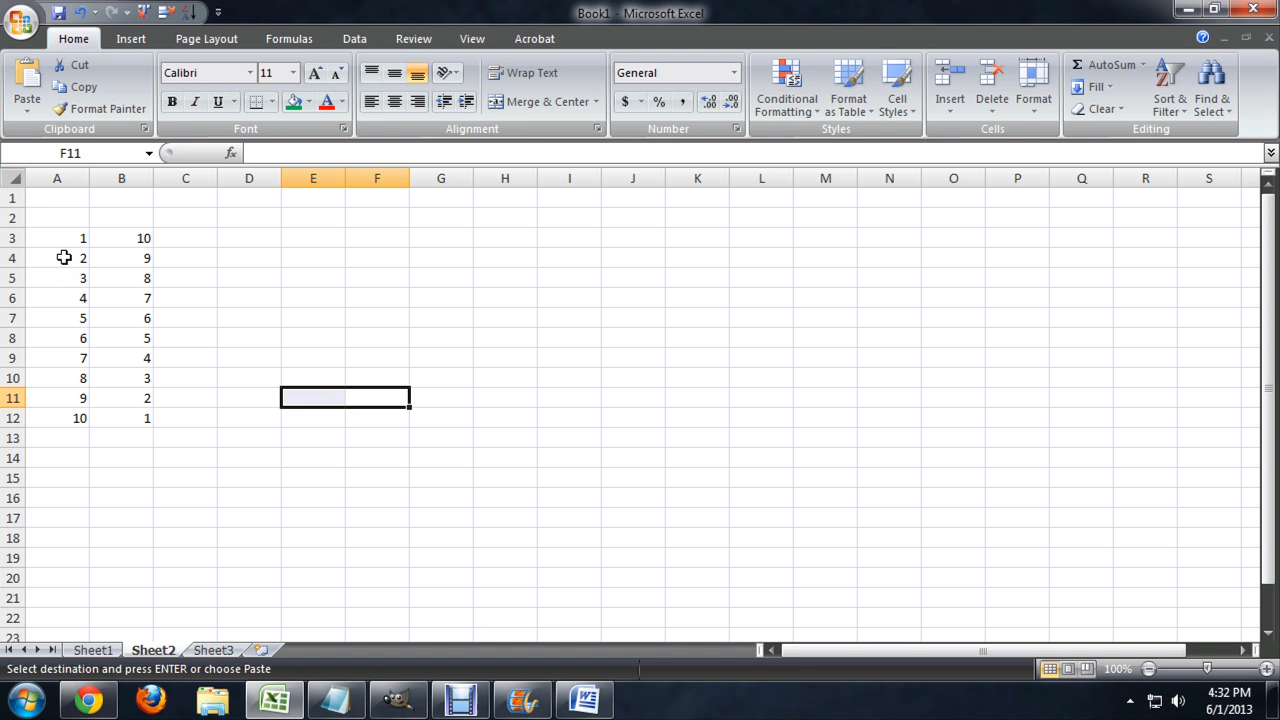 Book1 - Microsoft Excel
Home Insert Page Layout Formulas Data Review View Acrobat
Paste Cut Copy Format Painter
Calibri 11
B I U
Wrap Text
Merge & Center
General
$ % ,
Conditional Formatting Format as Table Cell Styles
Insert Delete Format
Σ AutoSum Fill Clear
Sort & Filter Find & Select
Clipboard Font Alignment Number Styles Cells Editing
F11 fx
A B C D E F G H I J K L M N O P Q R S
1
2
3 1 10
4 2 9
5 3 8
6 4 7
7 5 6
8 6 5
9 7 4
10 8 3
11 9 2
12 10 1
13
14
15
16
17
18
19
20
21
22
23
Sheet1 Sheet2 Sheet3
Select destination and press ENTER or choose Paste 100%
4:32 PM
6/1/2013